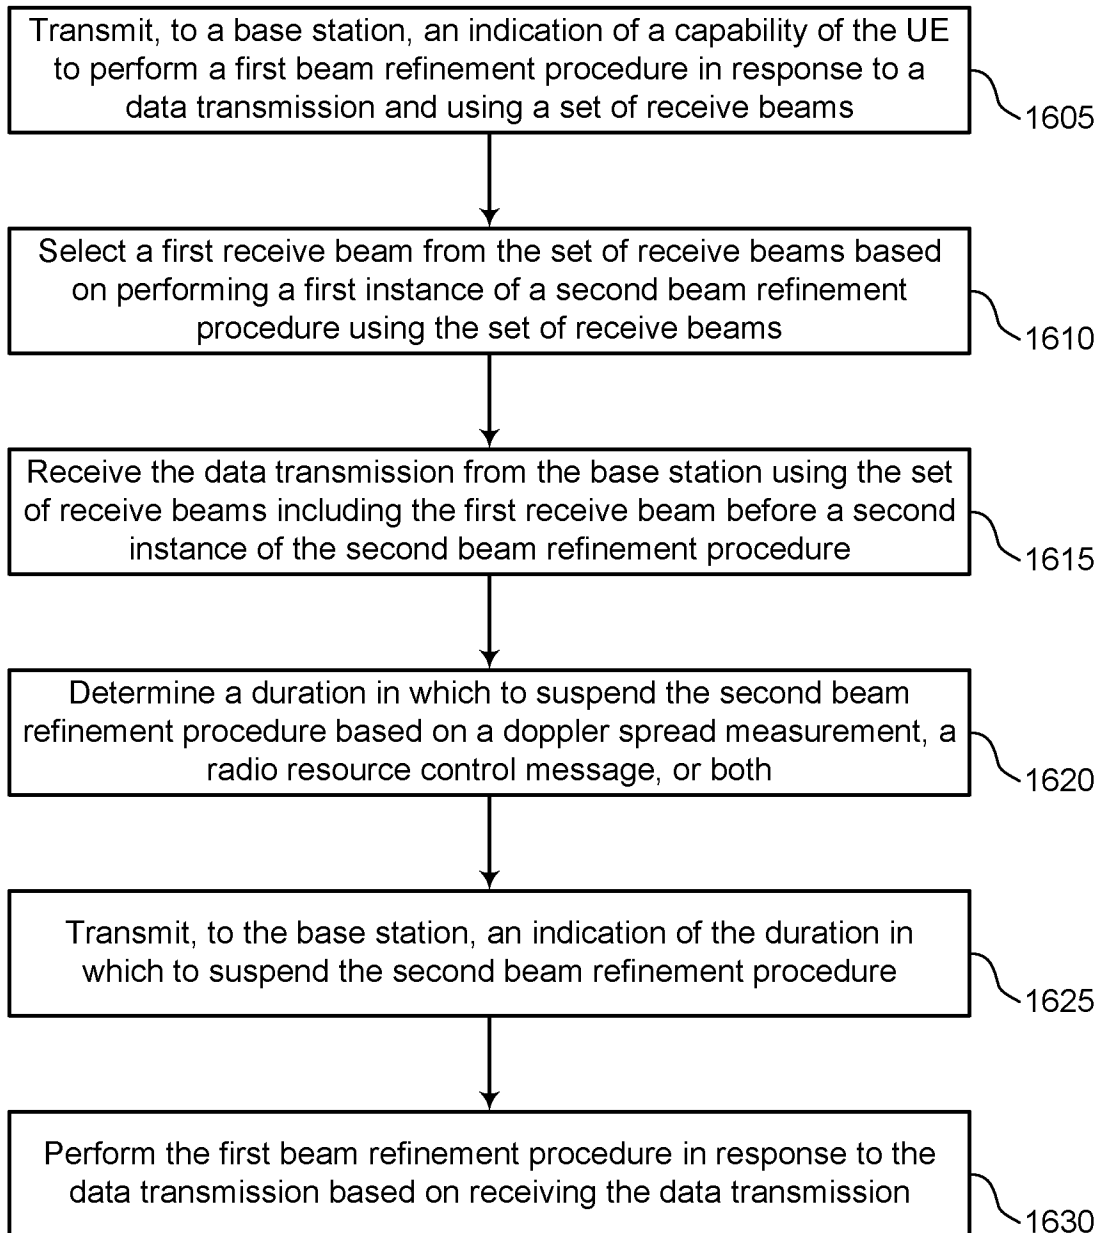 Transmit, to a base station, an indication of a capability of the UE
to perform a first beam refinement procedure in response to a
data transmission and using a set of receive beams
1605
Select a first receive beam from the set of receive beams based
on performing a first instance of a second beam refinement
procedure using the set of receive beams
1610
Receive the data transmission from the base station using the set
of receive beams including the first receive beam before a second
instance of the second beam refinement procedure
1615
Determine a duration in which to suspend the second beam
refinement procedure based on a doppler spread measurement, a
radio resource control message, or both
1620
Transmit, to the base station, an indication of the duration in
which to suspend the second beam refinement procedure
1625
Perform the first beam refinement procedure in response to the
data transmission based on receiving the data transmission
1630